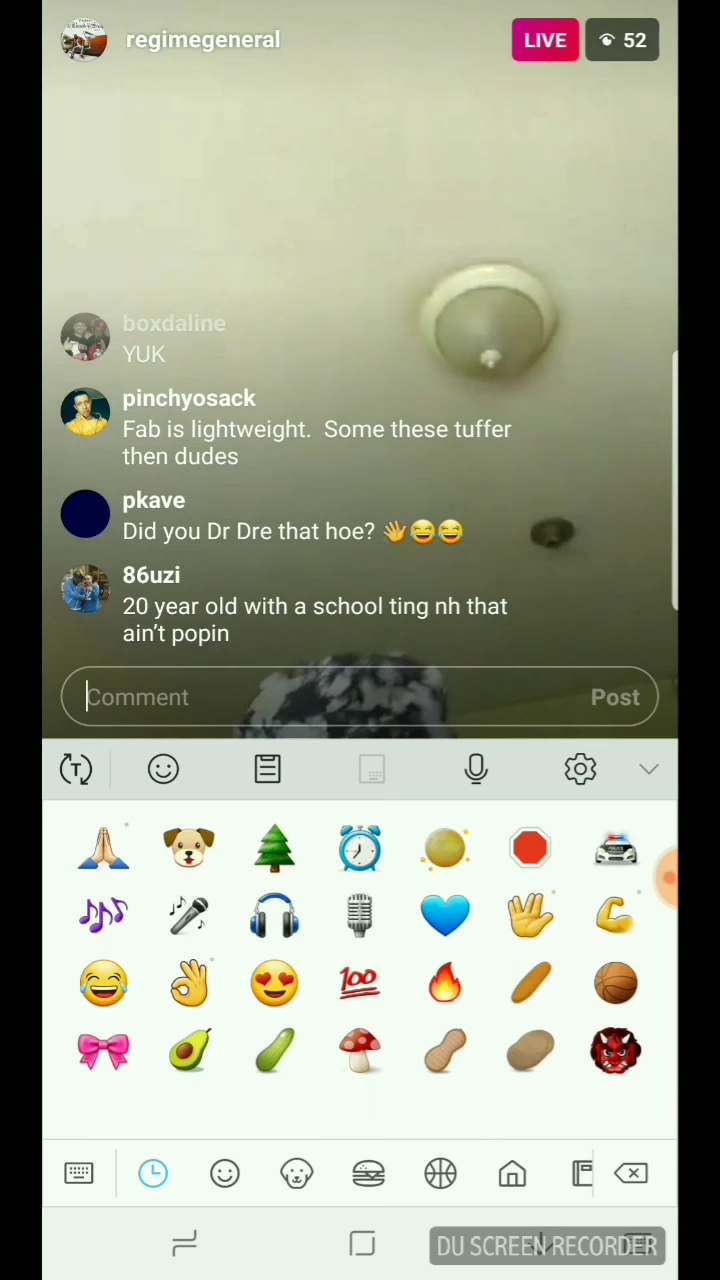 regimegeneral
LIVE
52
boxdaline
YUK
pinchyosack
Fab is lightweight.  Some these tuffer
then dudes
pkave
Did you Dr Dre that hoe? 👋😂😂
86uzi
20 year old with a school ting nh that
ain’t popin
Comment
Post
T
100
DU SCREEN RECORDER